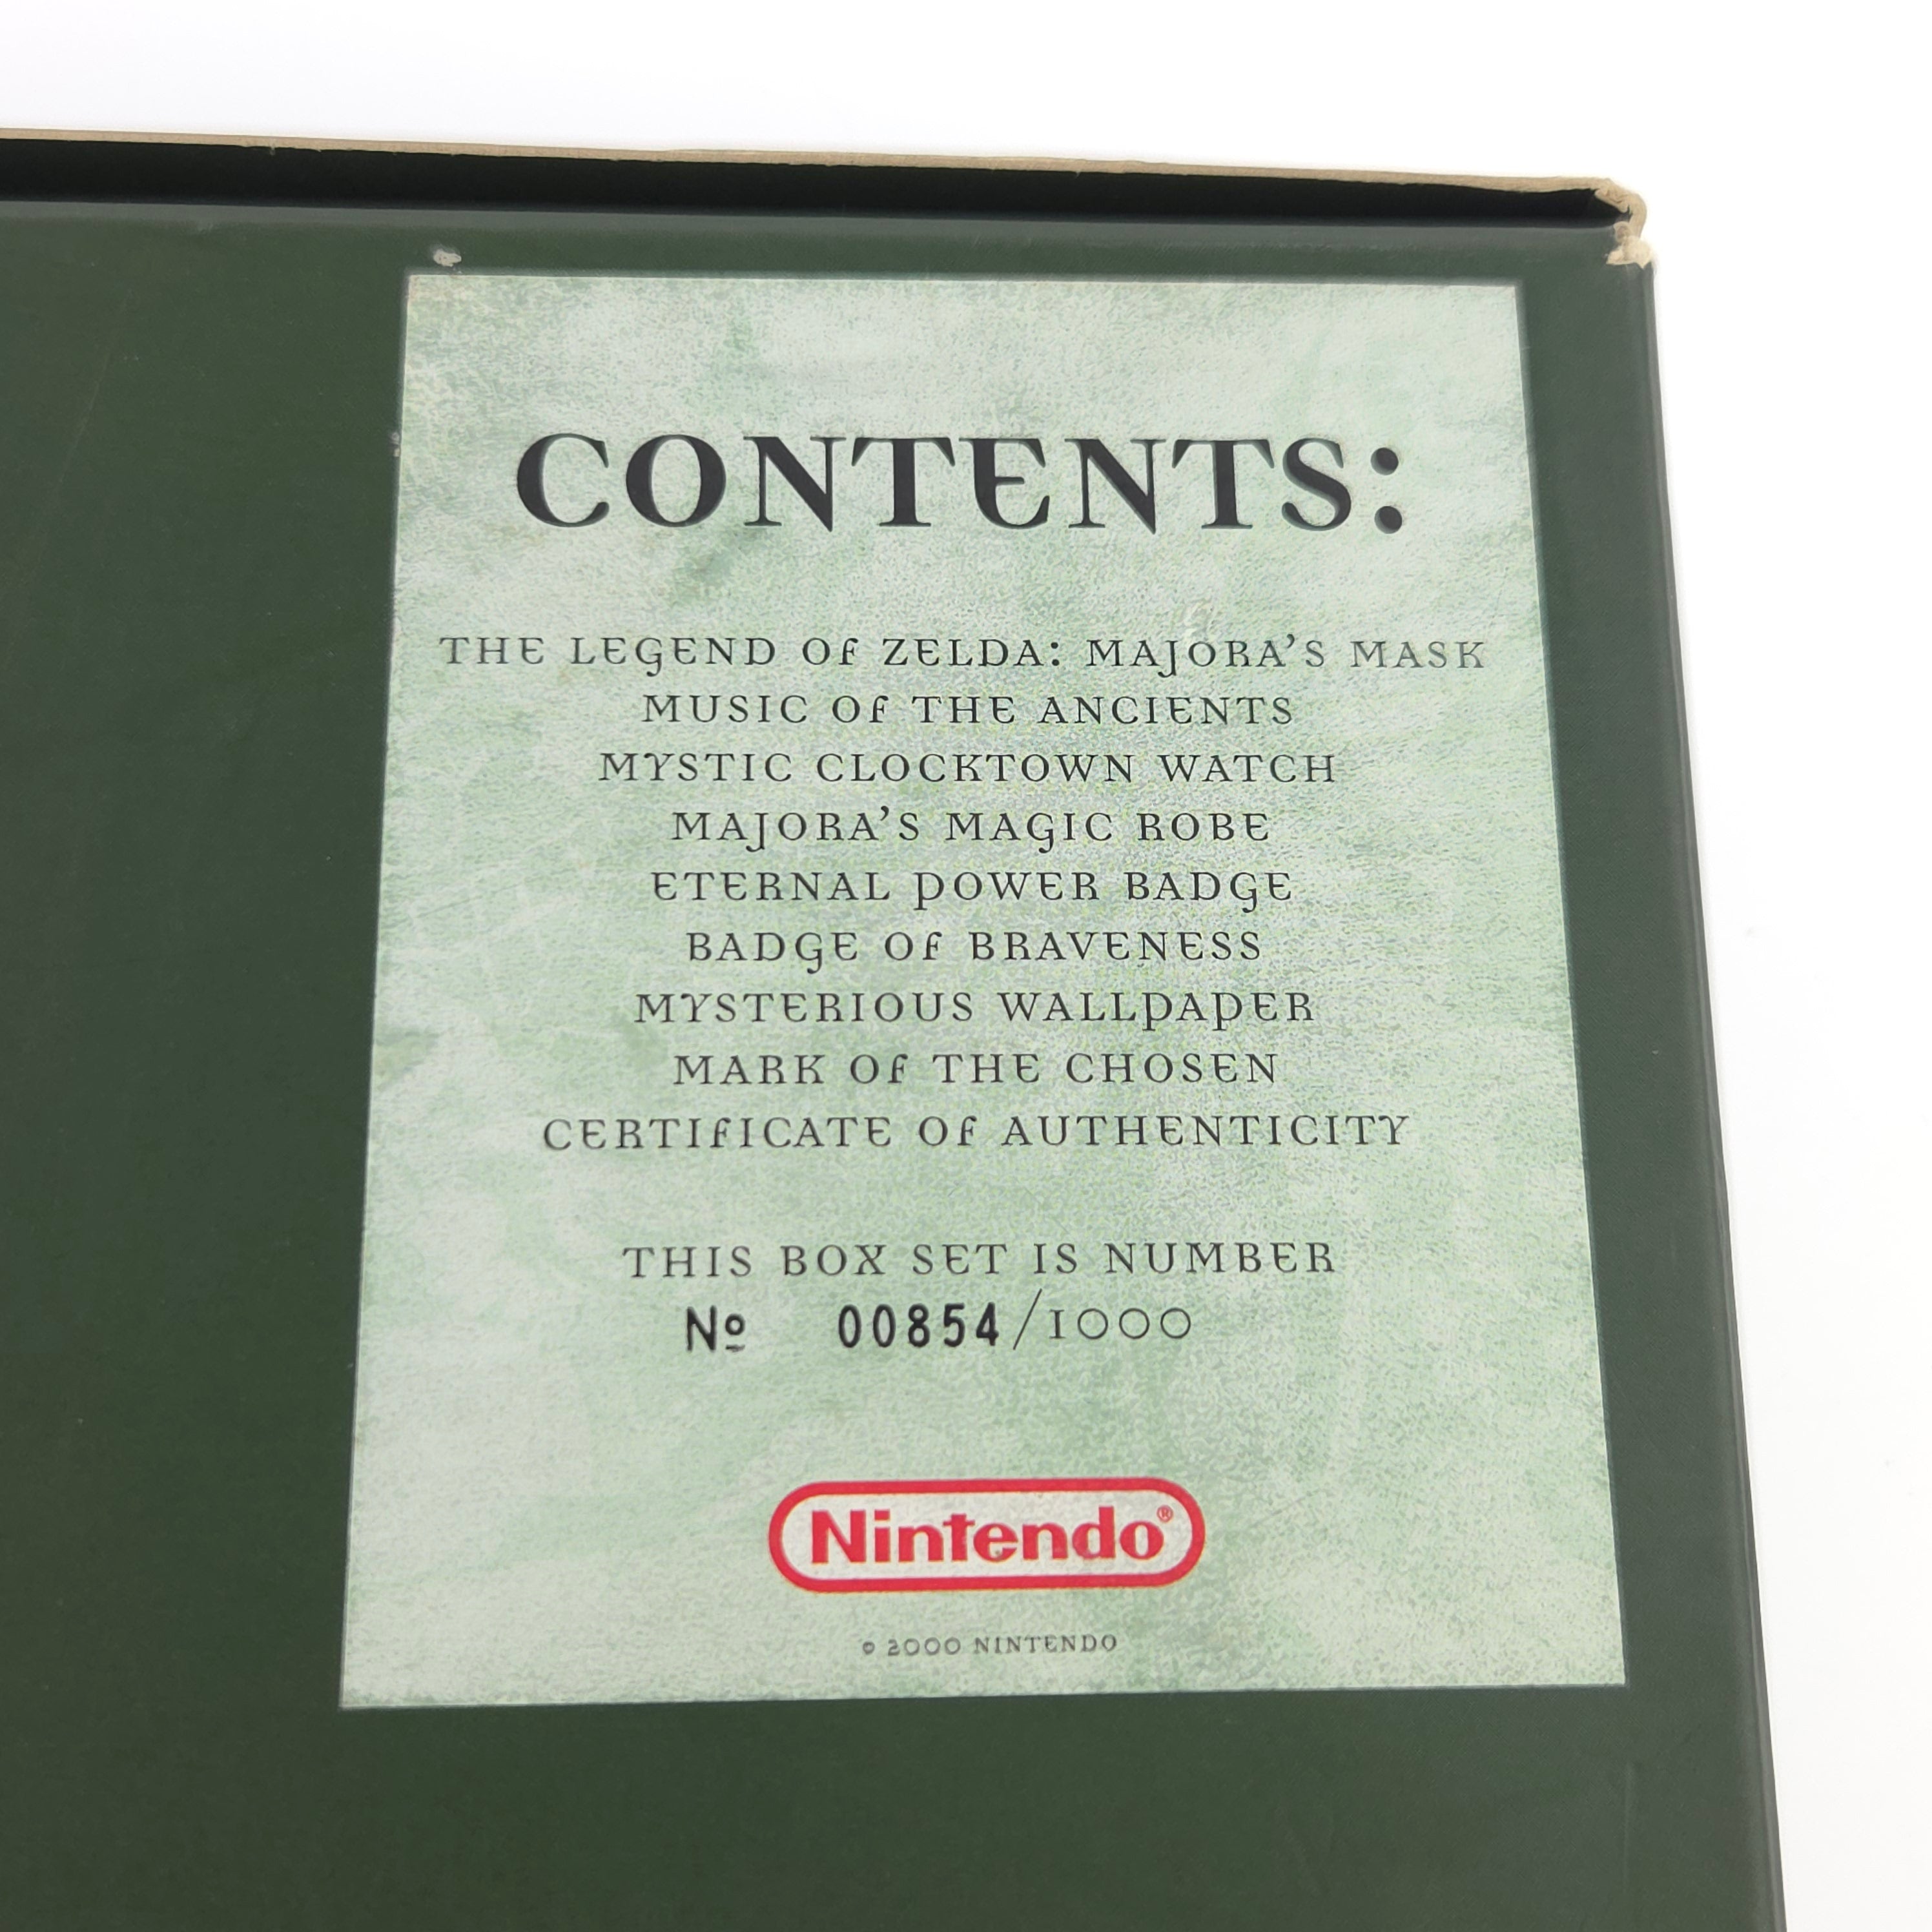 CONTENTS:
THE LEGEND OF ZELDA: MAJORA'S MASK
MUSIC OF THE ANCIENTS
MYSTIC CLOCKTOWN WATCH
MAJORA'S MAGIC ROBE
ETERNAL POWER BADGE
BADGE OF BRAVENESS
MYSTERIOUS WALLPAPER
MARK OF THE CHOSEN
CERTIFICATE OF AUTHENTICITY
THIS BOX SET IS NUMBER
Nº 00854/1000
Nintendo®
© 2000 NINTENDO